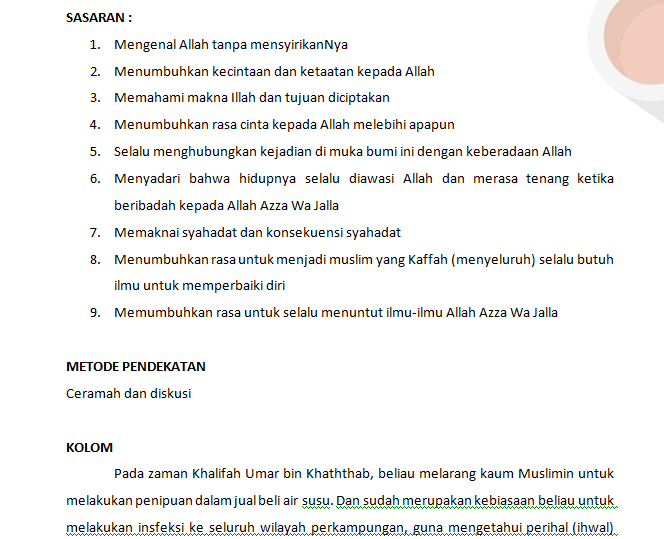 SASARAN :
1. Mengenal Allah tanpa mensyirikanNya
2. Menumbuhkan kecintaan dan ketaatan kepada Allah
3. Memahami makna Illah dan tujuan diciptakan
4. Menumbuhkan rasa cinta kepada Allah melebihi apapun
5. Selalu menghubungkan kejadian di muka bumi ini dengan keberadaan Allah
6. Menyadari bahwa hidupnya selalu diawasi Allah dan merasa tenang ketika
beribadah kepada Allah Azza Wa Jalla
7. Memaknai syahadat dan konsekuensi syahadat
8. Menumbuhkan rasa untuk menjadi muslim yang Kaffah (menyeluruh) selalu butuh
ilmu untuk memperbaiki diri
9. Memumbuhkan rasa untuk selalu menuntut ilmu-ilmu Allah Azza Wa Jalla
METODE PENDEKATAN
Ceramah dan diskusi
KOLOM
Pada zaman Khalifah Umar bin Khaththab, beliau melarang kaum Muslimin untuk
melakukan penipuan dalam jual beli air susu. Dan sudah merupakan kebiasaan beliau untuk
melakukan insfeksi ke seluruh wilayah perkampungan, guna mengetahui perihal (ihwal)